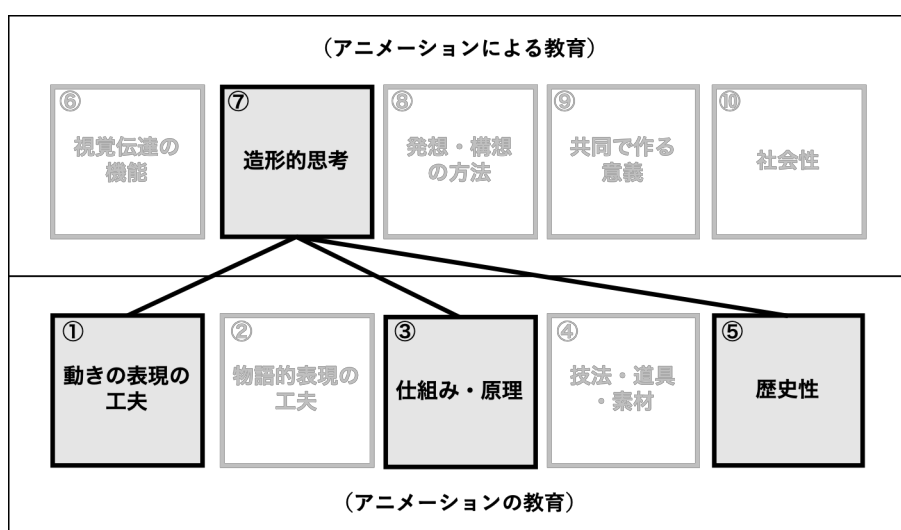 （アニメーションによる教育）
⑥
視覚伝達の
機能
⑦
造形的思考
⑧
発想・構想
の方法
⑨
共同で作る
意義
⑩
社会性
①
動きの表現の
工夫
②
物語的表現の
工夫
③
仕組み・原理
④
技法・道具
・素材
⑤
歴史性
（アニメーションの教育）